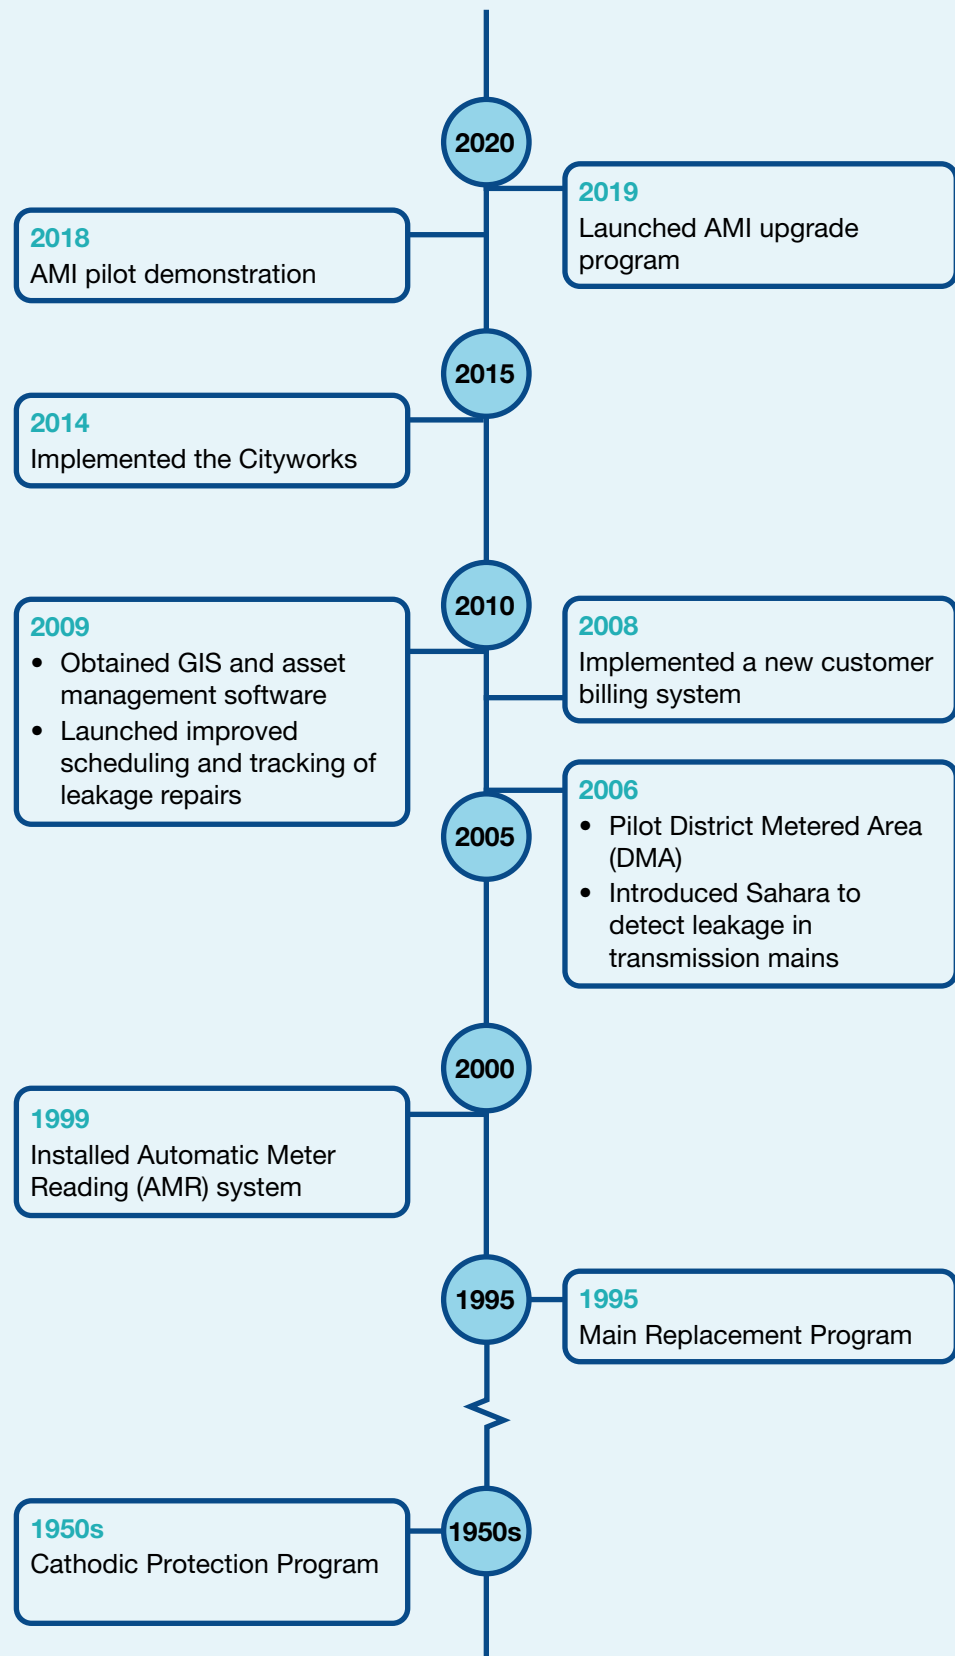 2020
2019
Launched AMI upgrade
program
2018
AMI pilot demonstration
2015
2014
Implemented the Cityworks
2010
2009
• Obtained GIS and asset
management software
• Launched improved
scheduling and tracking of
leakage repairs
2008
Implemented a new customer
billing system
2006
• Pilot District Metered Area
(DMA)
• Introduced Sahara to
detect leakage in
transmission mains
2005
2000
1999
Installed Automatic Meter
Reading (AMR) system
1995
1995
Main Replacement Program
1950s
1950s
Cathodic Protection Program